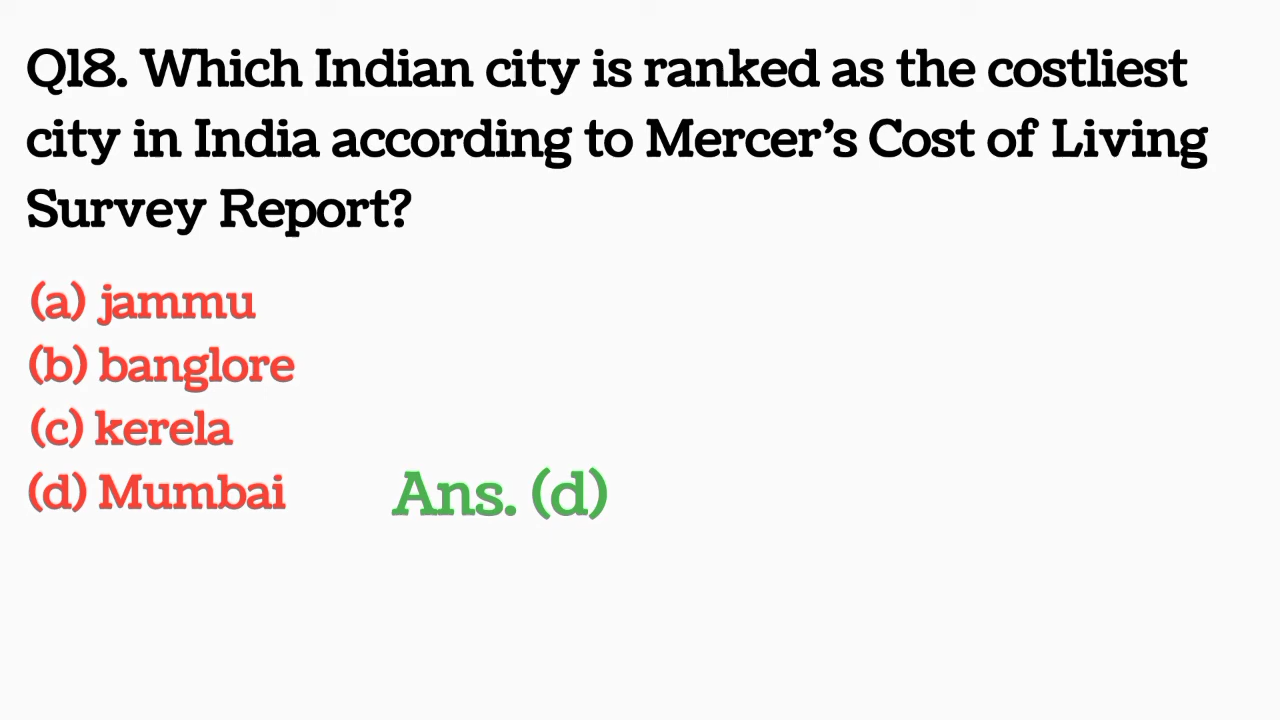 Q18. Which Indian city is ranked as the costliest
city in India according to Mercer's Cost of Living
Survey Report?
(a) jammu
(b) banglore
(c) kerela
(d) Mumbai Ans. (d)